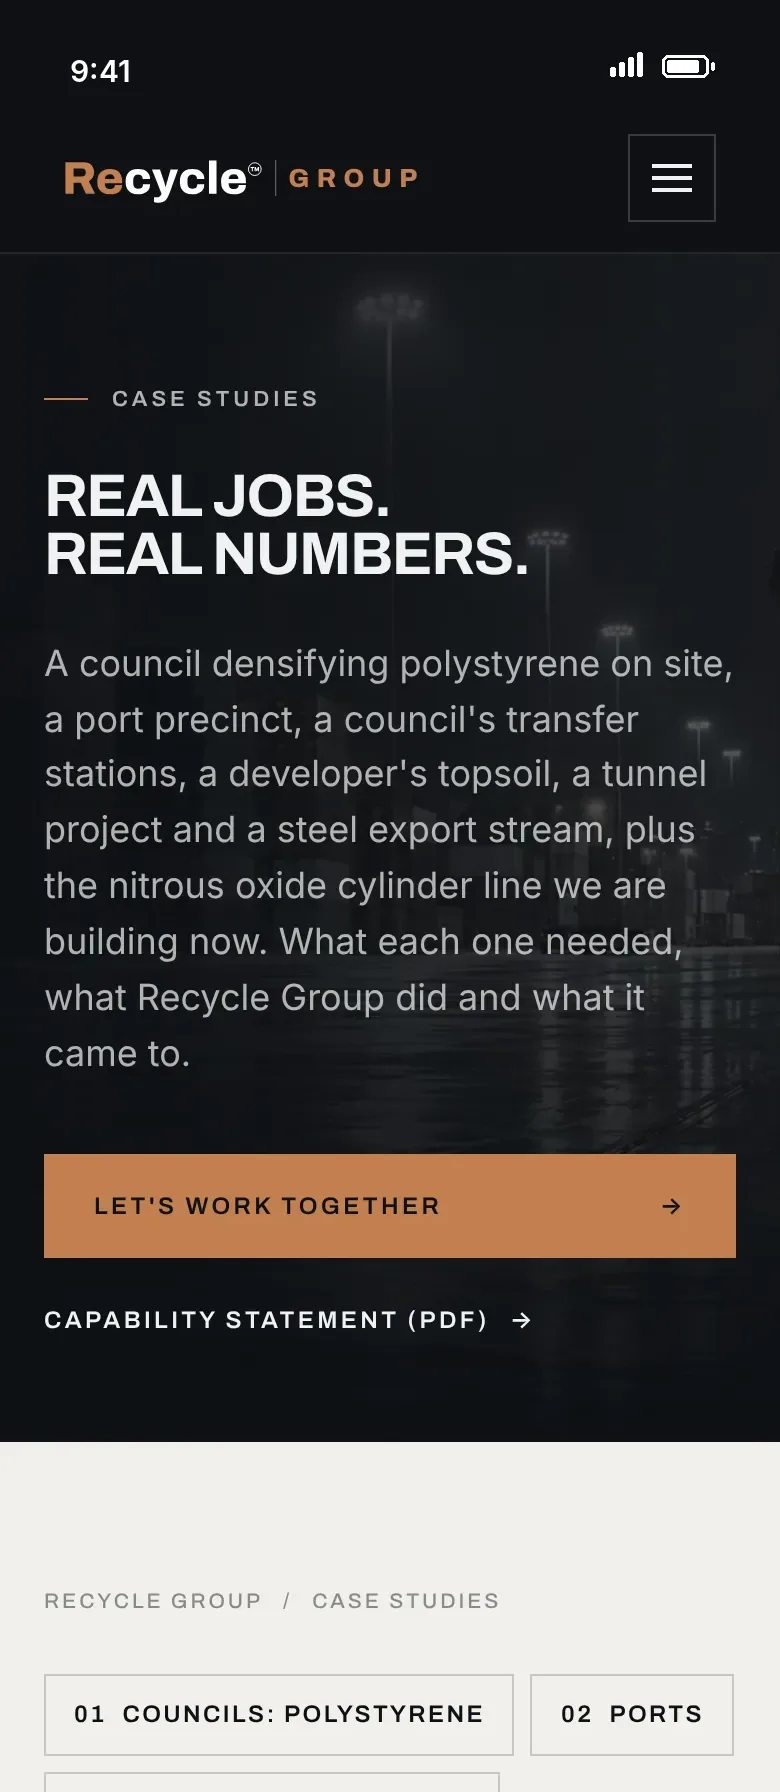 9:41
Recycle™ GROUP
CASE STUDIES
REAL JOBS.
REAL NUMBERS.
A council densifying polystyrene on site,
a port precinct, a council's transfer
stations, a developer's topsoil, a tunnel
project and a steel export stream, plus
the nitrous oxide cylinder line we are
building now. What each one needed,
what Recycle Group did and what it
came to.
LET'S WORK TOGETHER →
CAPABILITY STATEMENT (PDF) →
RECYCLE GROUP / CASE STUDIES
01 COUNCILS: POLYSTYRENE
02 PORTS